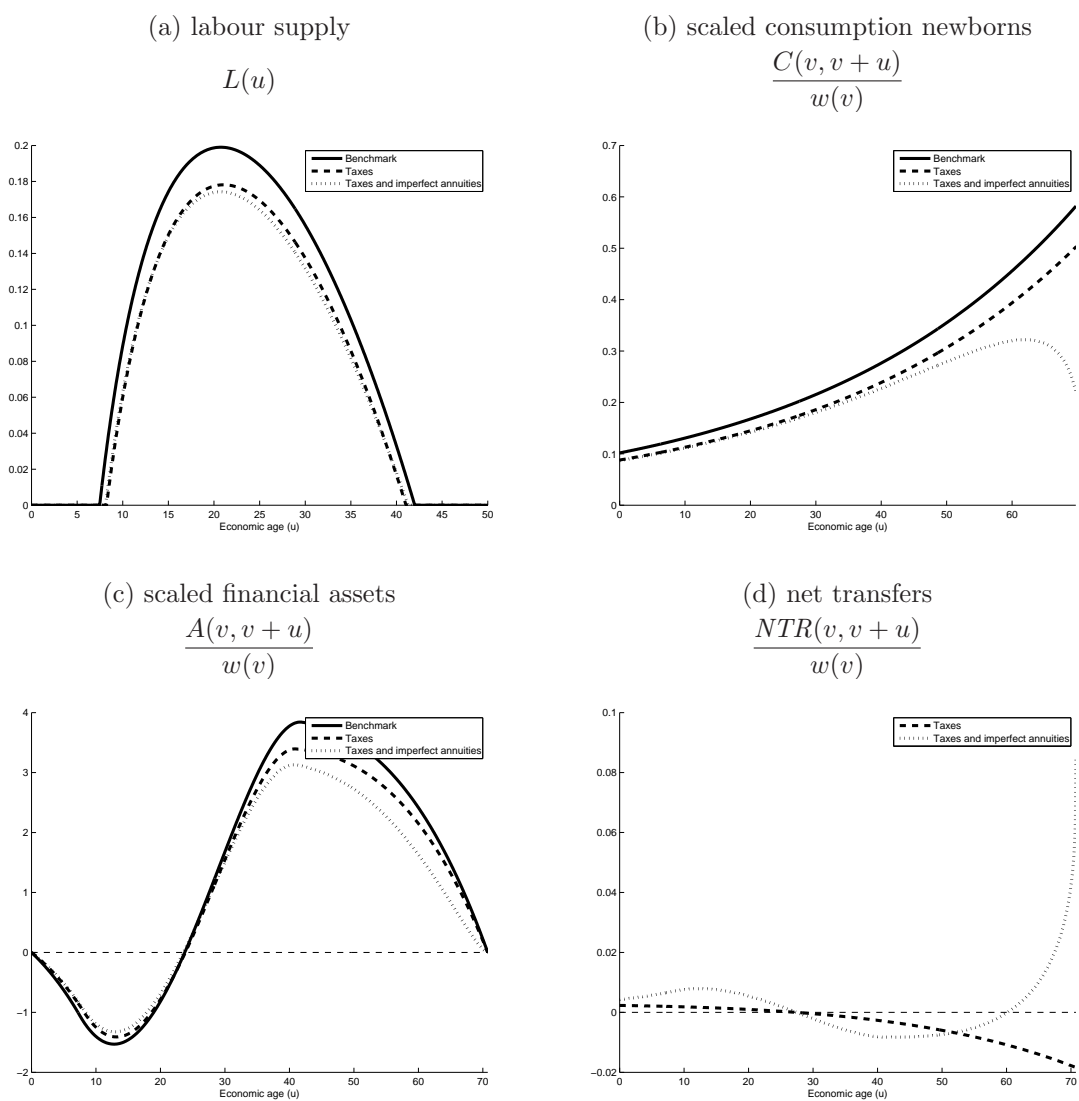 (a) labour supply
L(u)
0.2
0.18
0.16
0.14
0.12
0.1
0.08
0.06
0.04
0.02
0
0 5 10 15 20 25 30 35 40 45 50
Economic age (u)
Benchmark
Taxes
Taxes and imperfect annuities
(b) scaled consumption newborns
C(v, v + u)
w(v)
0.7
0.6
0.5
0.4
0.3
0.2
0.1
0
0 10 20 30 40 50 60
Economic age (u)
Benchmark
Taxes
Taxes and imperfect annuities
(c) scaled financial assets
A(v, v + u)
w(v)
4
3
2
1
0
−1
−2
0 10 20 30 40 50 60 70
Economic age (u)
Benchmark
Taxes
Taxes and imperfect annuities
(d) net transfers
NTR(v, v + u)
w(v)
0.1
0.08
0.06
0.04
0.02
0
−0.02
0 10 20 30 40 50 60 70
Economic age (u)
Taxes
Taxes and imperfect annuities